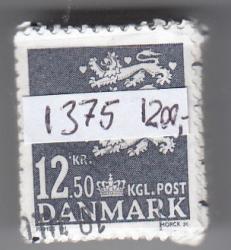 1375 1200,-
12.50 KR. KGL.POST
DANMARK